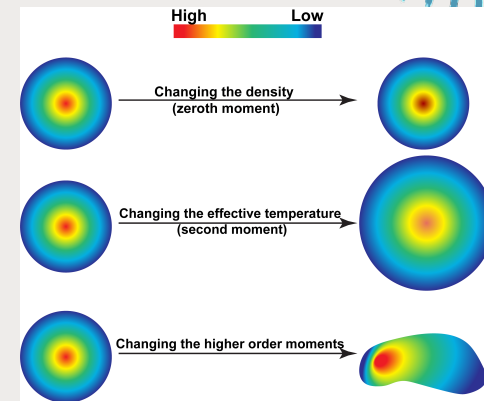 High Low
Changing the density
(zeroth moment)
Changing the effective temperature
(second moment)
Changing the higher order moments